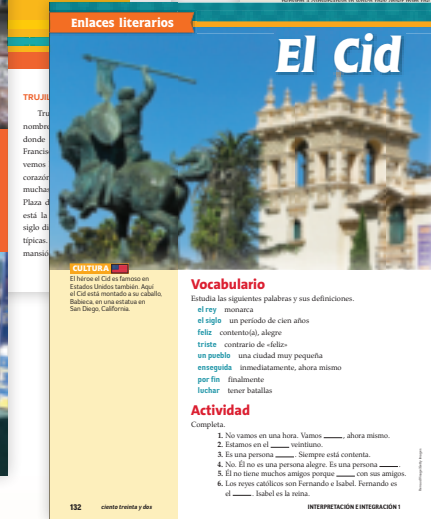 Enlaces literarios
El Cid
TRUJIL
Tru
nombre
donde
Francis
vemos
corazón
muchas
Plaza d
está la
siglo di
típicas.
mansió
CULTURA
El héroe el Cid es famoso en
Estados Unidos también. Aquí
el Cid está montado a su caballo,
Babieca, en una estatua en
San Diego, California.
Vocabulario
Estudia las siguientes palabras y sus definiciones.
el rey monarca
el siglo un período de cien años
feliz contento(a), alegre
triste contrario de «feliz»
un pueblo una ciudad muy pequeña
enseguida inmediatamente, ahora mismo
por fin finalmente
luchar tener batallas
Actividad
Completa.
1. No vamos en una hora. Vamos ____, ahora mismo.
2. Estamos en el ____ veintiuno.
3. Es una persona ____. Siempre está contenta.
4. No. Él no es una persona alegre. Es una persona ____.
5. Él no tiene muchos amigos porque ____ con sus amigos.
6. Los reyes católicos son Fernando e Isabel. Fernando es
el ____. Isabel es la reina.
132 ciento treinta y dos
INTERPRETACIÓN E INTEGRACIÓN 1